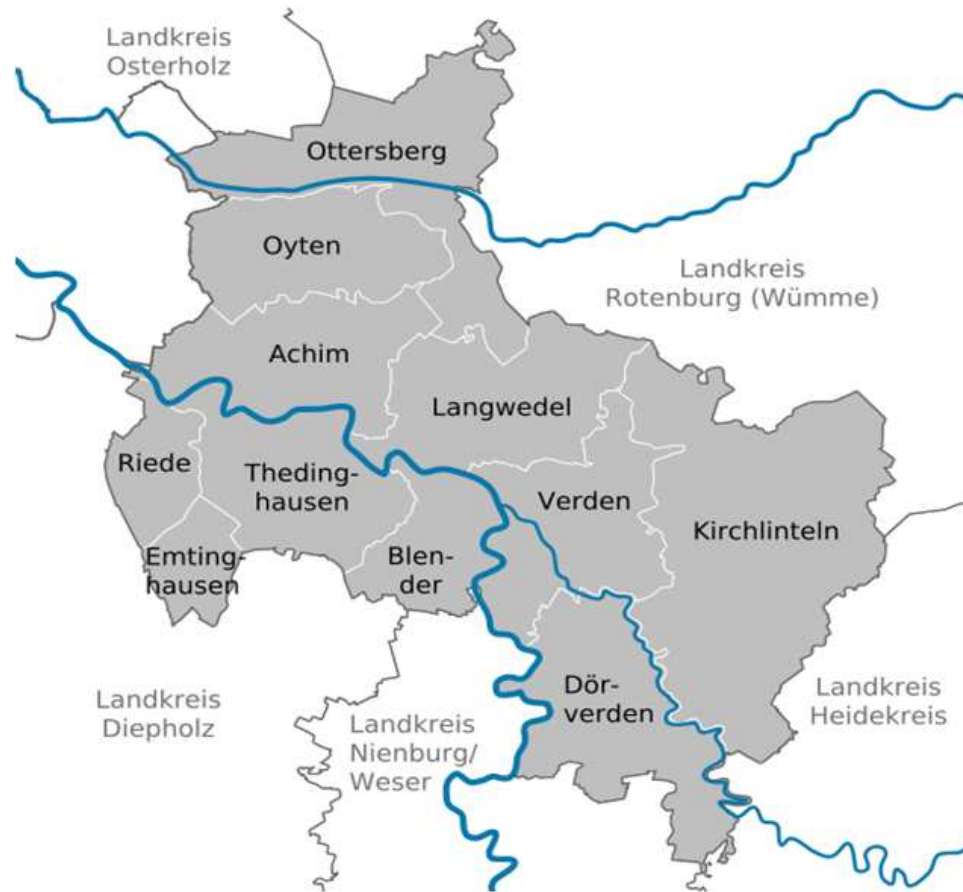 Landkreis
Osterholz
Ottersberg
Oyten
Landkreis
Rotenburg (Wümme)
Achim
Langwedel
Riede
Theding-
hausen
Verden
Kirchlinteln
Emting-
hausen
Blen-
der
Dör-
verden
Landkreis
Diepholz
Landkreis
Nienburg/
Weser
Landkreis
Heidekreis